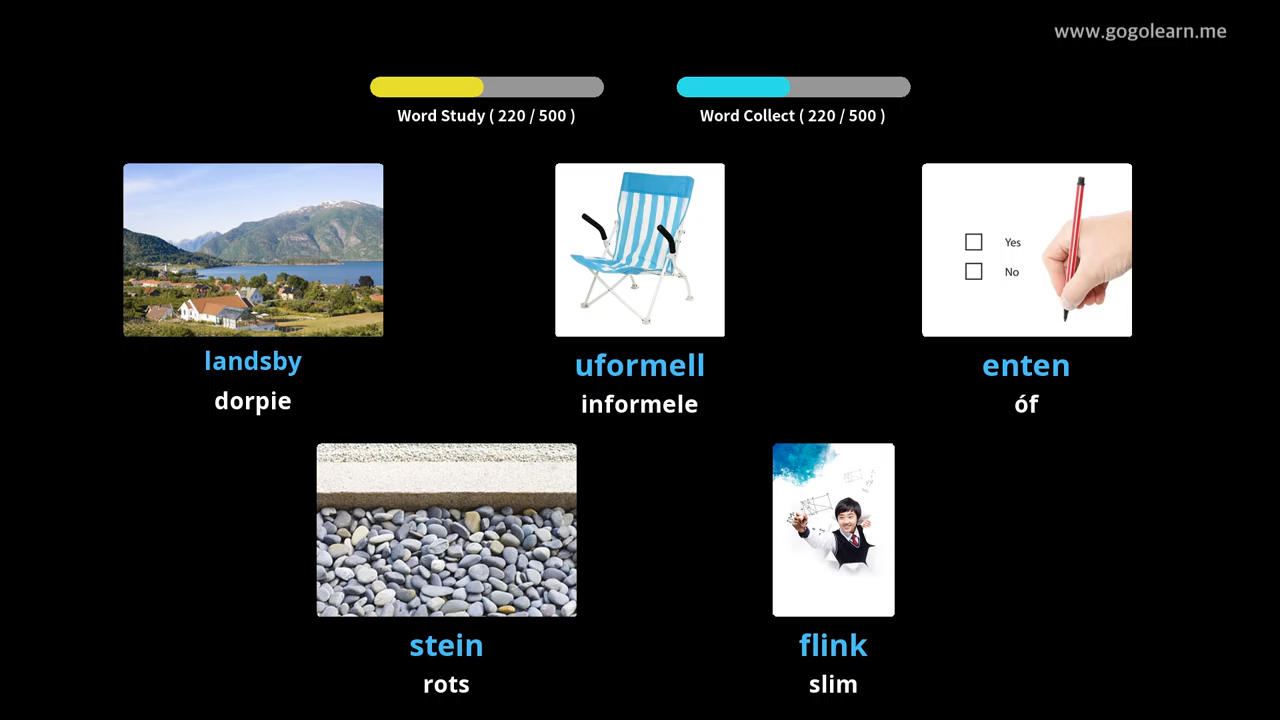 www.gogolearn.me
Word Study ( 220 / 500 )
Word Collect ( 220 / 500 )
Yes
No
landsby
dorpie
uformell
informele
enten
óf
stein
rots
flink
slim